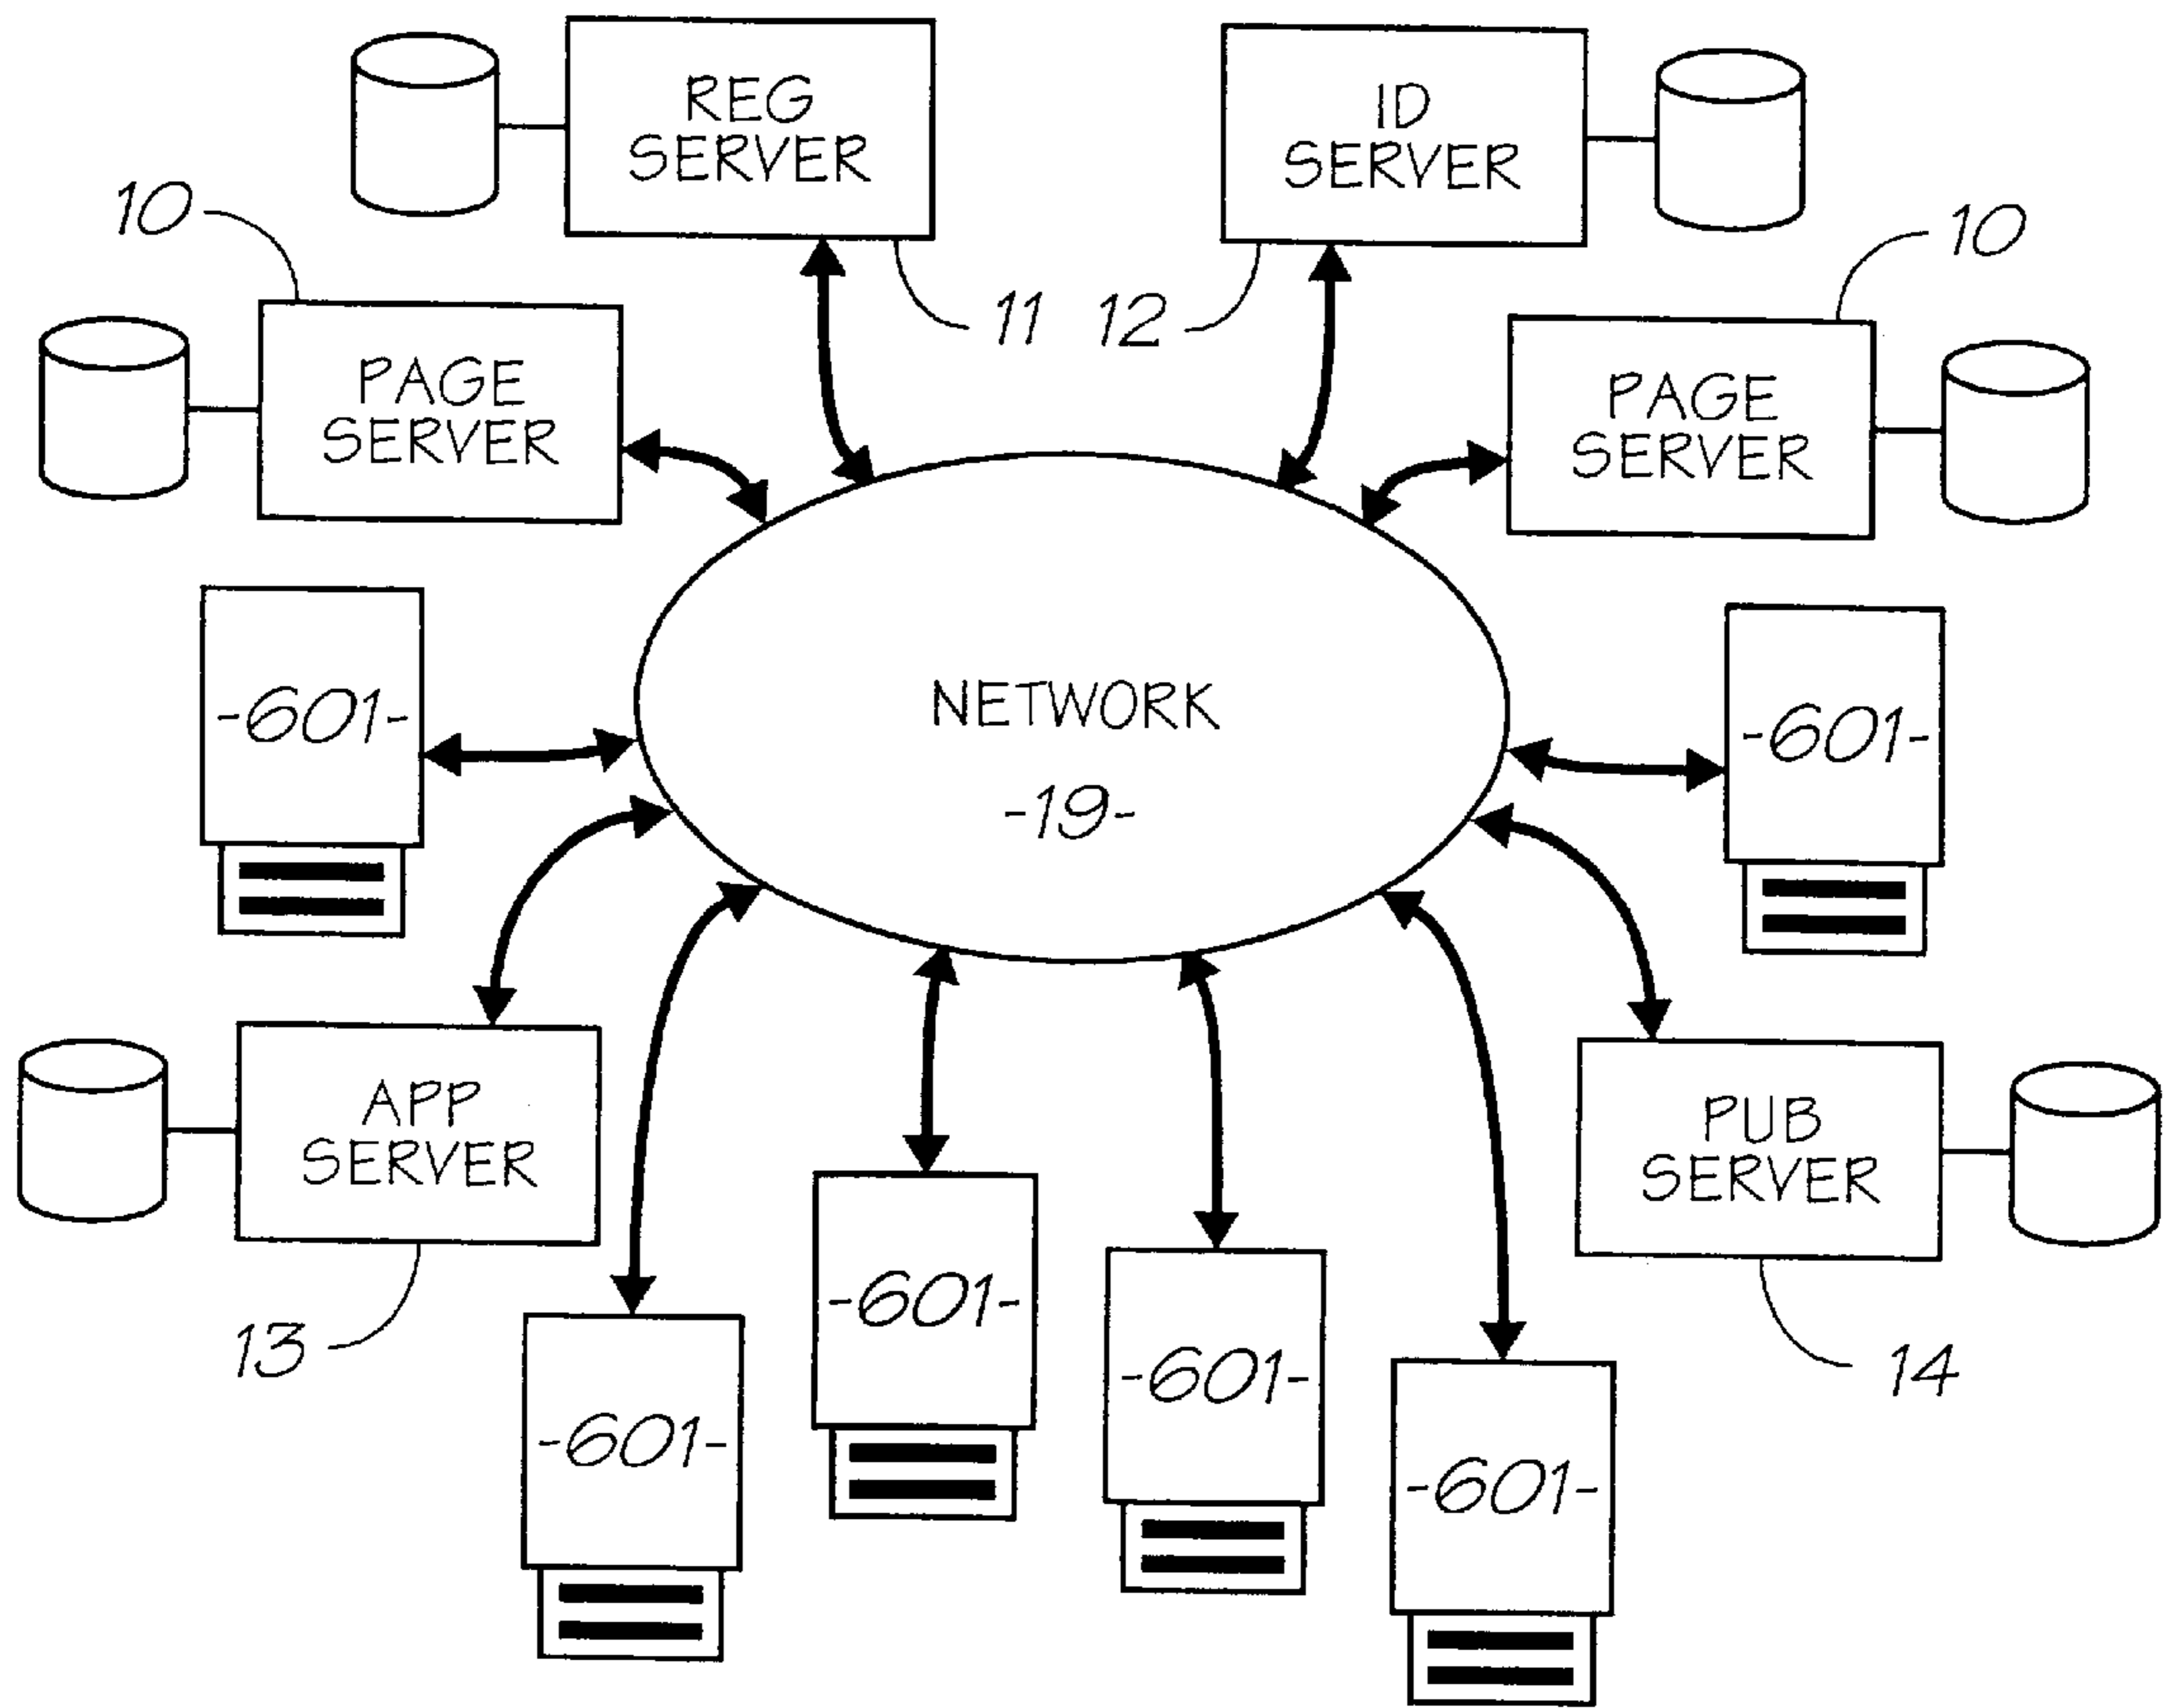 REG
SERVER
ID
SERVER
10
10
11
12
PAGE
SERVER
PAGE
SERVER
-601-
NETWORK
-19-
-601-
APP
SERVER
PUB
SERVER
13
-601-
-601-
-601-
-601-
14